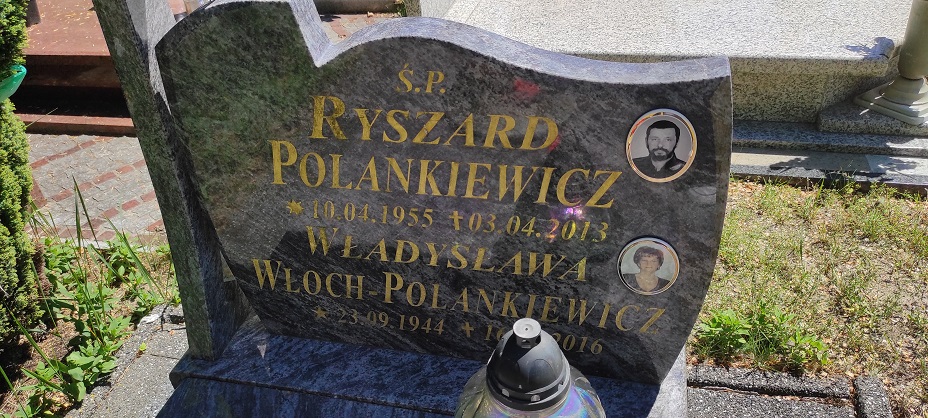 Ś.P.
RYSZARD
POLANKIEWICZ
* 10.04.1955 ✝ 03.04.2013
WŁADYSŁAWA
WŁOCH-POLANKIEWICZ
* 23.09.1944 ✝ 2016